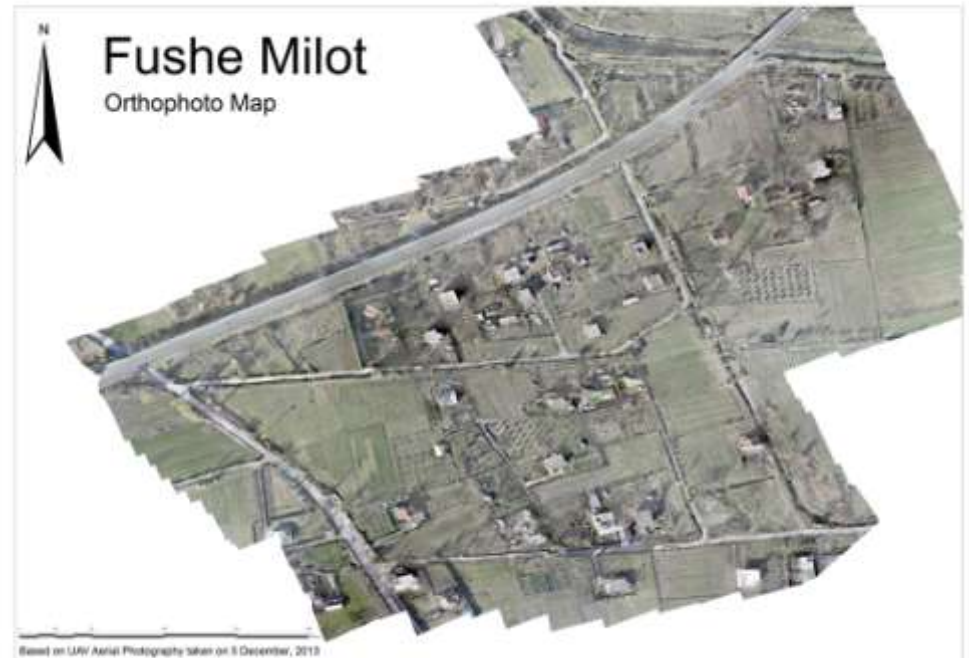 N
Fushe Milot
Orthophoto Map
Based on UAV Aerial Photography taken on 5 December, 2013